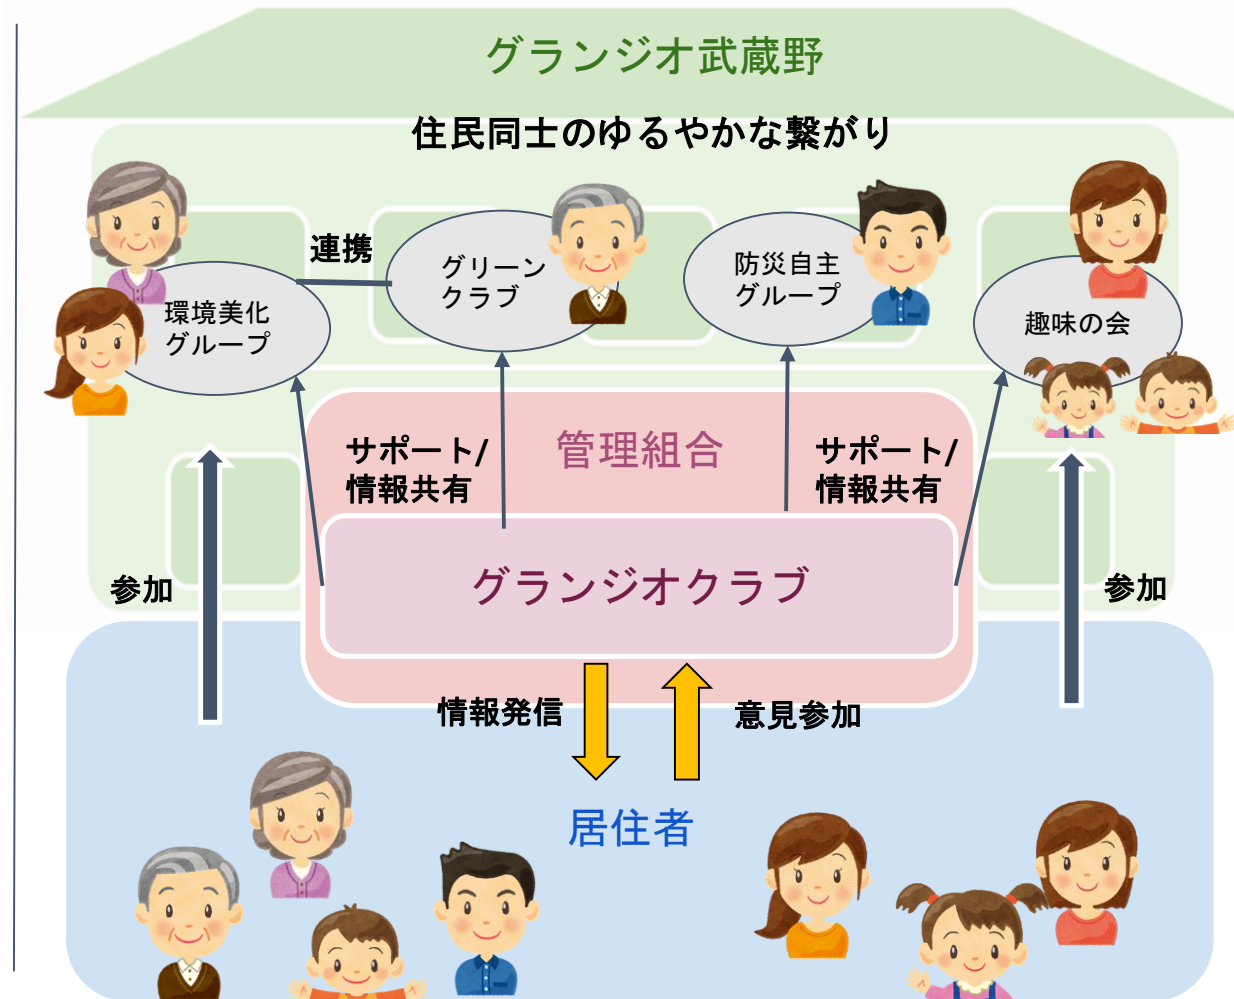 グランジオ武蔵野
住民同士のゆるやかな繋がり
連携
環境美化
グループ
グリーン
クラブ
防災自主
グループ
趣味の会
サポート/
情報共有
管理組合
サポート/
情報共有
グランジオクラブ
参加
参加
情報発信
意見参加
居住者